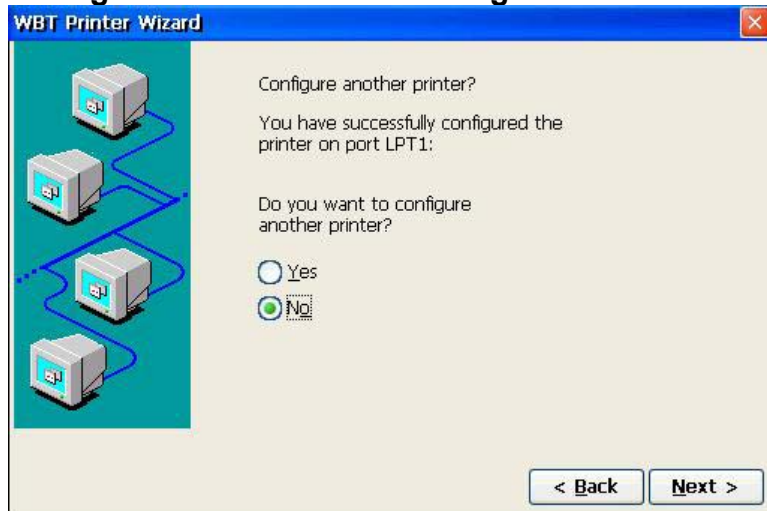 WBT Printer Wizard
Configure another printer?
You have successfully configured the
printer on port LPT1:
Do you want to configure
another printer?
Yes
No
< Back
Next >